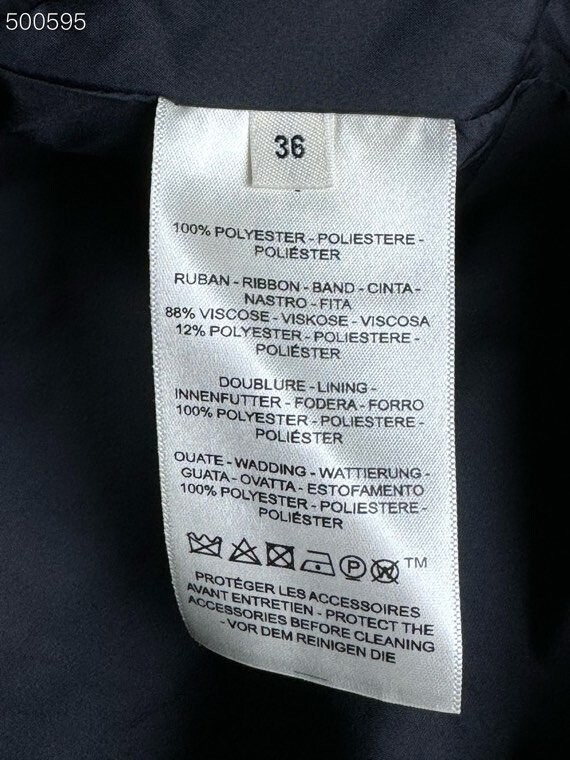 500595
36
100% POLYESTER - POLIESTERE -
POLIÉSTER
RUBAN - RIBBON - BAND - CINTA -
NASTRO - FITA
88% VISCOSE - VISKOSE - VISCOSA
12% POLYESTER - POLIESTERE -
POLIÉSTER
DOUBLURE - LINING -
INNENFUTTER - FODERA - FORRO
100% POLYESTER - POLIESTERE -
POLIÉSTER
OUATE - WADDING - WATTIERUNG -
GUATA - OVATTA - ESTOFAMENTO
100% POLYESTER - POLIESTERE -
POLIÉSTER
P W TM
PROTÉGER LES ACCESSOIRES
AVANT ENTRETIEN - PROTECT THE
ACCESSORIES BEFORE CLEANING
- VOR DEM REINIGEN DIE